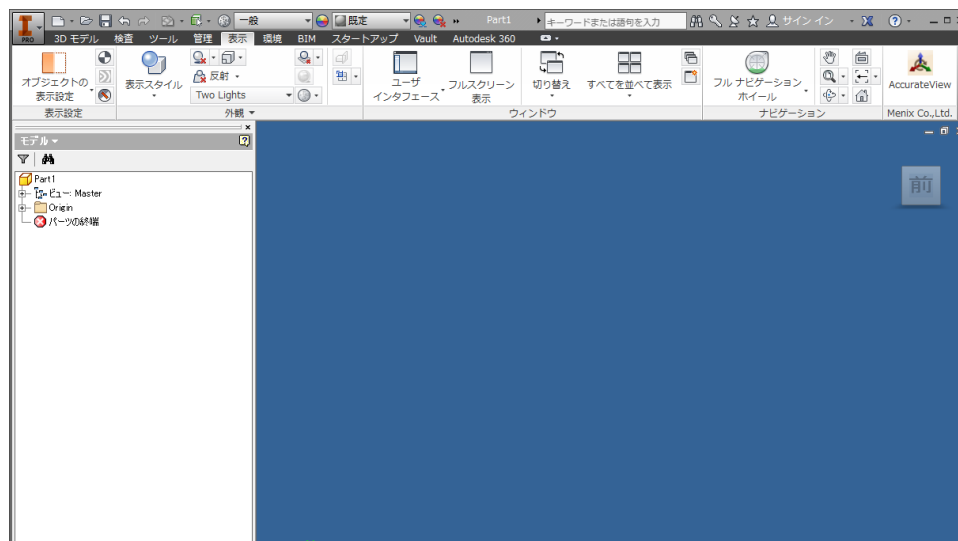 PRO
一般
既定
Part1
キーワードまたは語句を入力
サイン イン
3D モデル 検査 ツール 管理 表示 環境 BIM スタートアップ Vault Autodesk 360
オブジェクトの
表示設定
表示スタイル
反射
Two Lights
ユーザ
インタフェース
フルスクリーン
表示
切り替え
すべてを並べて表示
フル ナビゲーション
ホイール
AccurateView
表示設定
外観
ウィンドウ
ナビゲーション
Menix Co.,Ltd.
モデル
Part1
ビュー: Master
Origin
パーツの終端
前